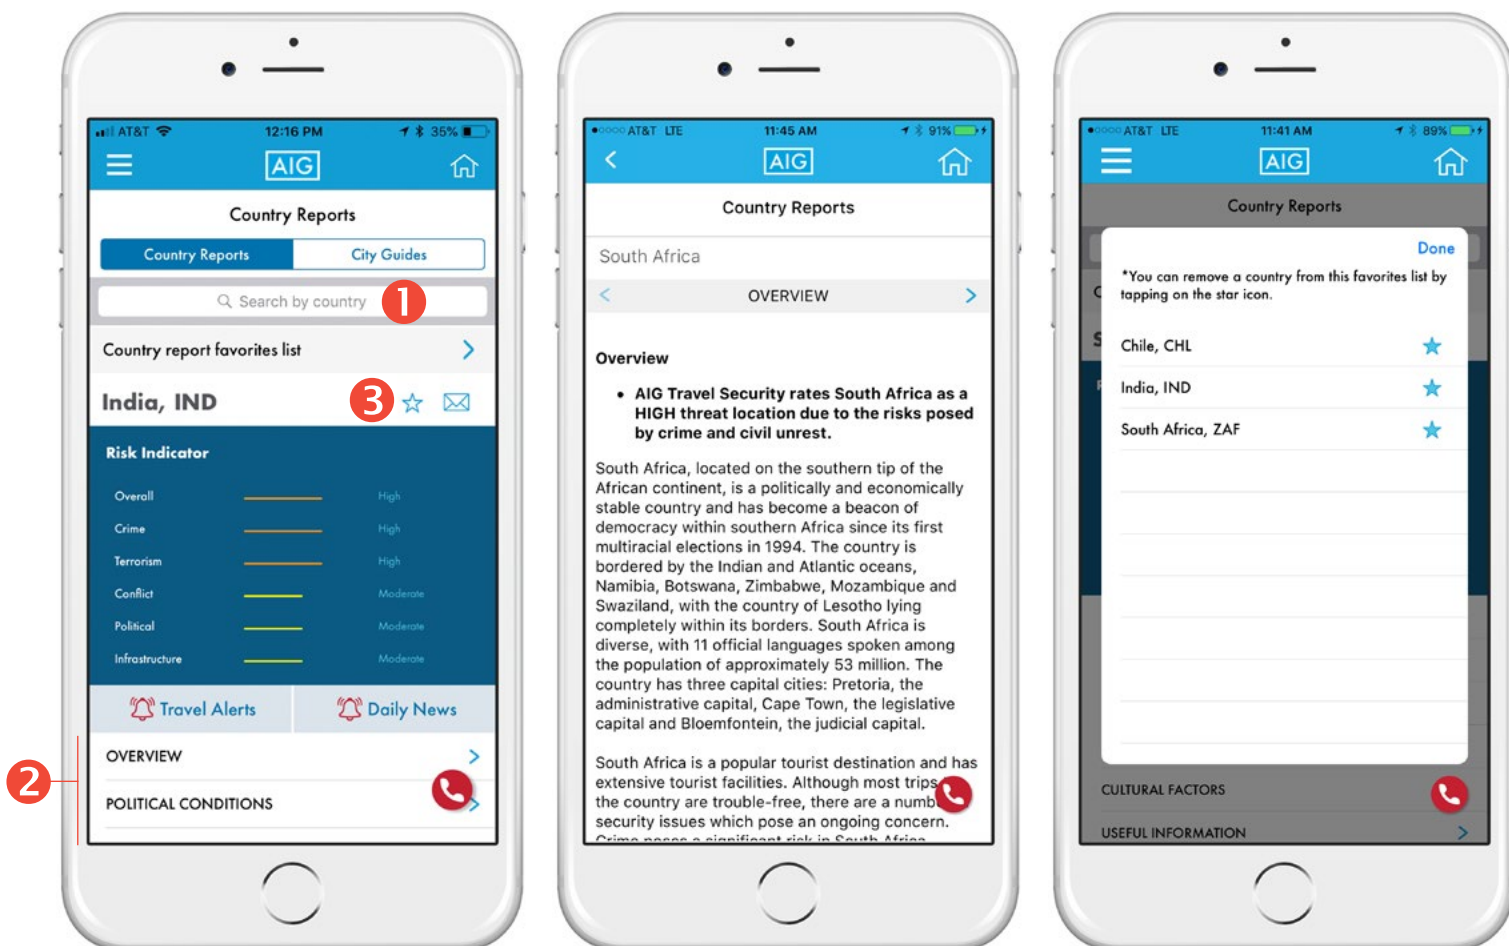 AT&T 12:16 PM 35%
AIG
Country Reports
Country Reports City Guides
Search by country 1
Country report favorites list
India, IND 3
Risk Indicator
Overall High
Crime High
Terrorism High
Conflict Moderate
Political Moderate
Infrastructure Moderate
Travel Alerts Daily News
OVERVIEW
2
POLITICAL CONDITIONS
AT&T LTE 11:45 AM 91%
AIG
Country Reports
South Africa
OVERVIEW
Overview
• AIG Travel Security rates South Africa as a
HIGH threat location due to the risks posed
by crime and civil unrest.
South Africa, located on the southern tip of the
African continent, is a politically and economically
stable country and has become a beacon of
democracy within southern Africa since its first
multiracial elections in 1994. The country is
bordered by the Indian and Atlantic oceans,
Namibia, Botswana, Zimbabwe, Mozambique and
Swaziland, with the country of Lesotho lying
completely within its borders. South Africa is
diverse, with 11 official languages spoken among
the population of approximately 53 million. The
country has three capital cities: Pretoria, the
administrative capital, Cape Town, the legislative
capital and Bloemfontein, the judicial capital.
South Africa is a popular tourist destination and has
extensive tourist facilities. Although most trips
the country are trouble-free, there are a numb
security issues which pose an ongoing concern.
Crime poses a significant risk in South Africa
AT&T LTE 11:41 AM 89%
AIG
Country Reports
Done
*You can remove a country from this favorites list by
tapping on the star icon.
Chile, CHL
India, IND
South Africa, ZAF
CULTURAL FACTORS
USEFUL INFORMATION